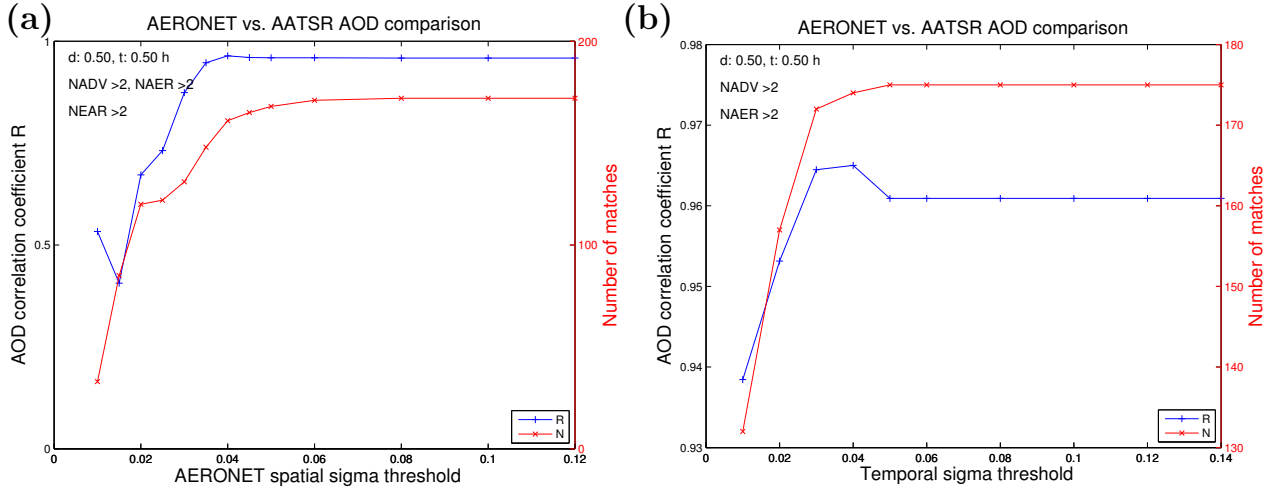 (a)
AERONET vs. AATSR AOD comparison
d: 0.50, t: 0.50 h
NADV >2, NAER >2
NEAR >2
AOD correlation coefficient R
1
0.5
0
200
100
0
Number of matches
R
N
0 0.02 0.04 0.06 0.08 0.1 0.12
AERONET spatial sigma threshold
(b)
AERONET vs. AATSR AOD comparison
d: 0.50, t: 0.50 h
NADV >2
NAER >2
AOD correlation coefficient R
0.98
0.97
0.96
0.95
0.94
0.93
180
175
170
165
160
155
150
145
140
135
130
Number of matches
R
N
0 0.02 0.04 0.06 0.08 0.1 0.12 0.14
Temporal sigma threshold